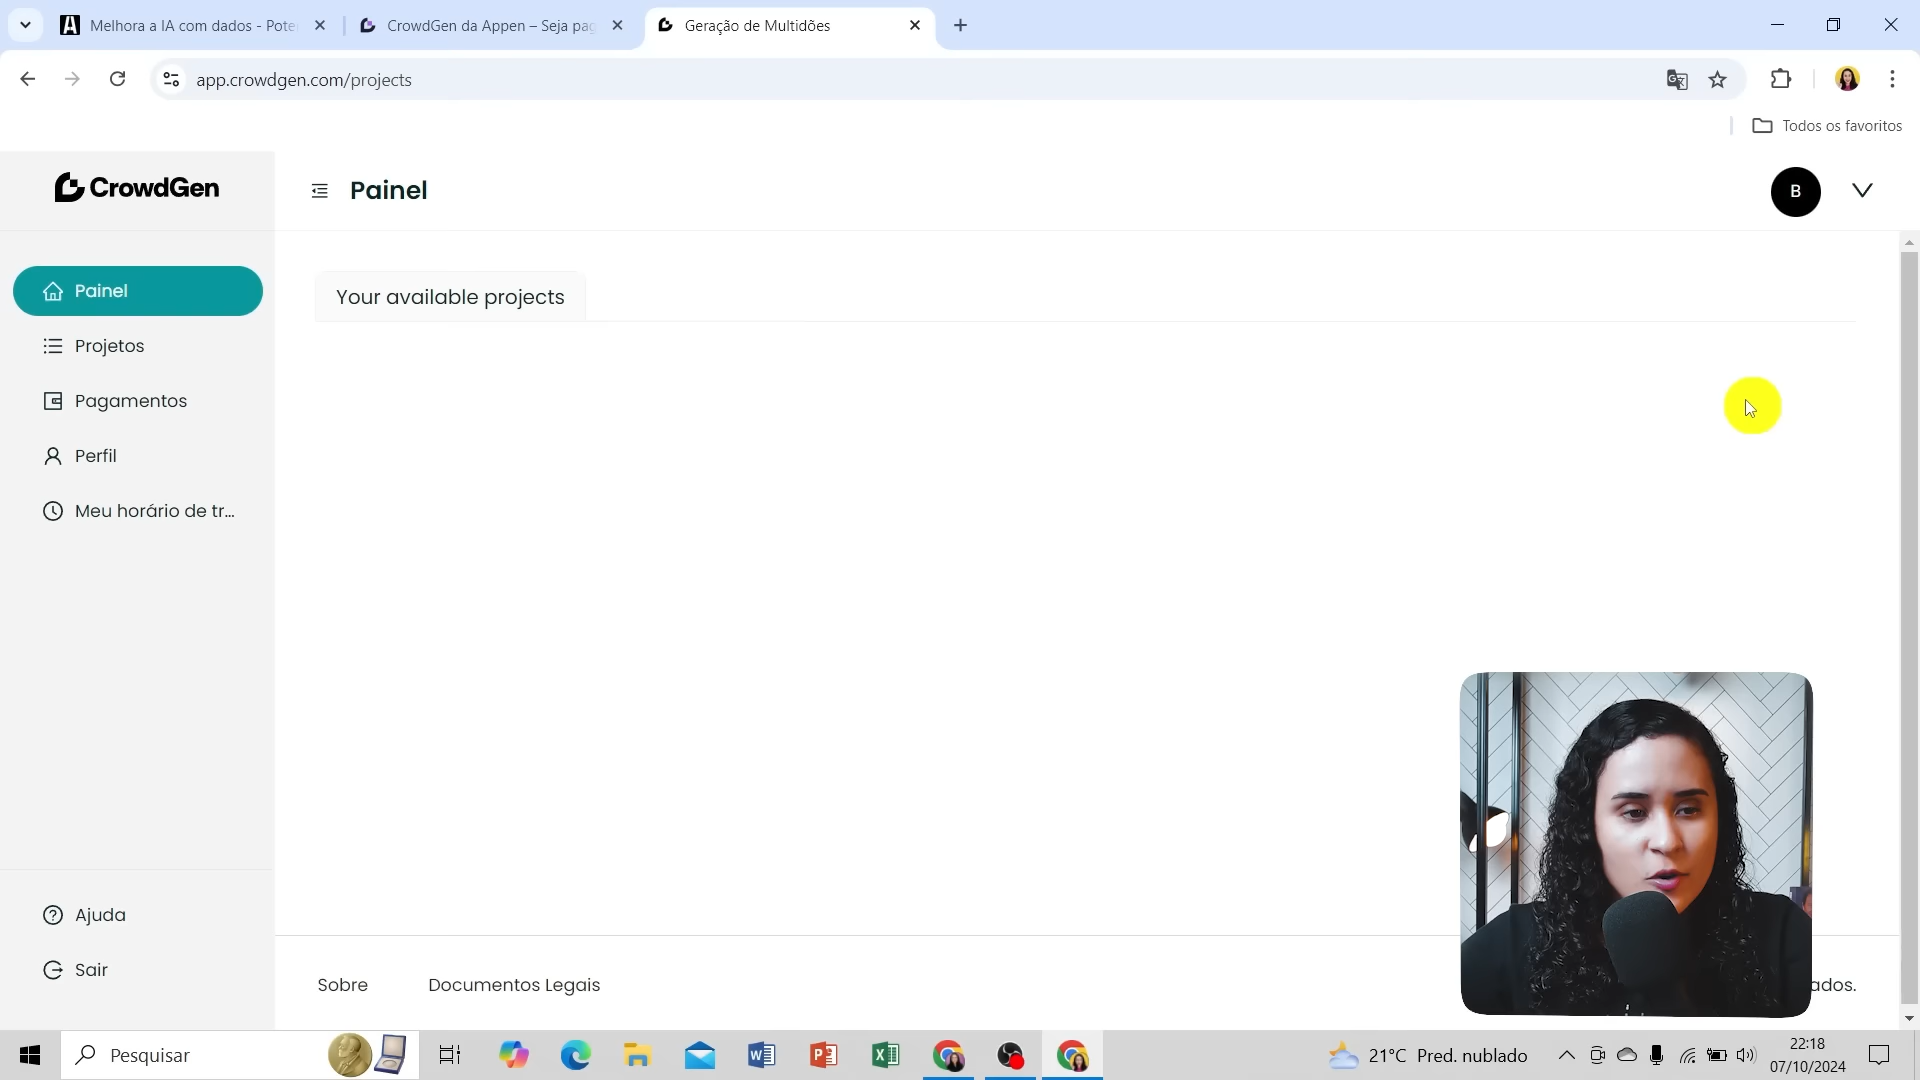 Melhora a IA com dados - Pote
CrowdGen da Appen – Seja pag
Geração de Multidões
app.crowdgen.com/projects
Todos os favoritos
CrowdGen
Painel
B
Painel
Projetos
Pagamentos
Perfil
Meu horário de tr...
Your available projects
Ajuda
Sair
Sobre
Documentos Legais
ados.
Pesquisar
21°C Pred. nublado
22:18
07/10/2024